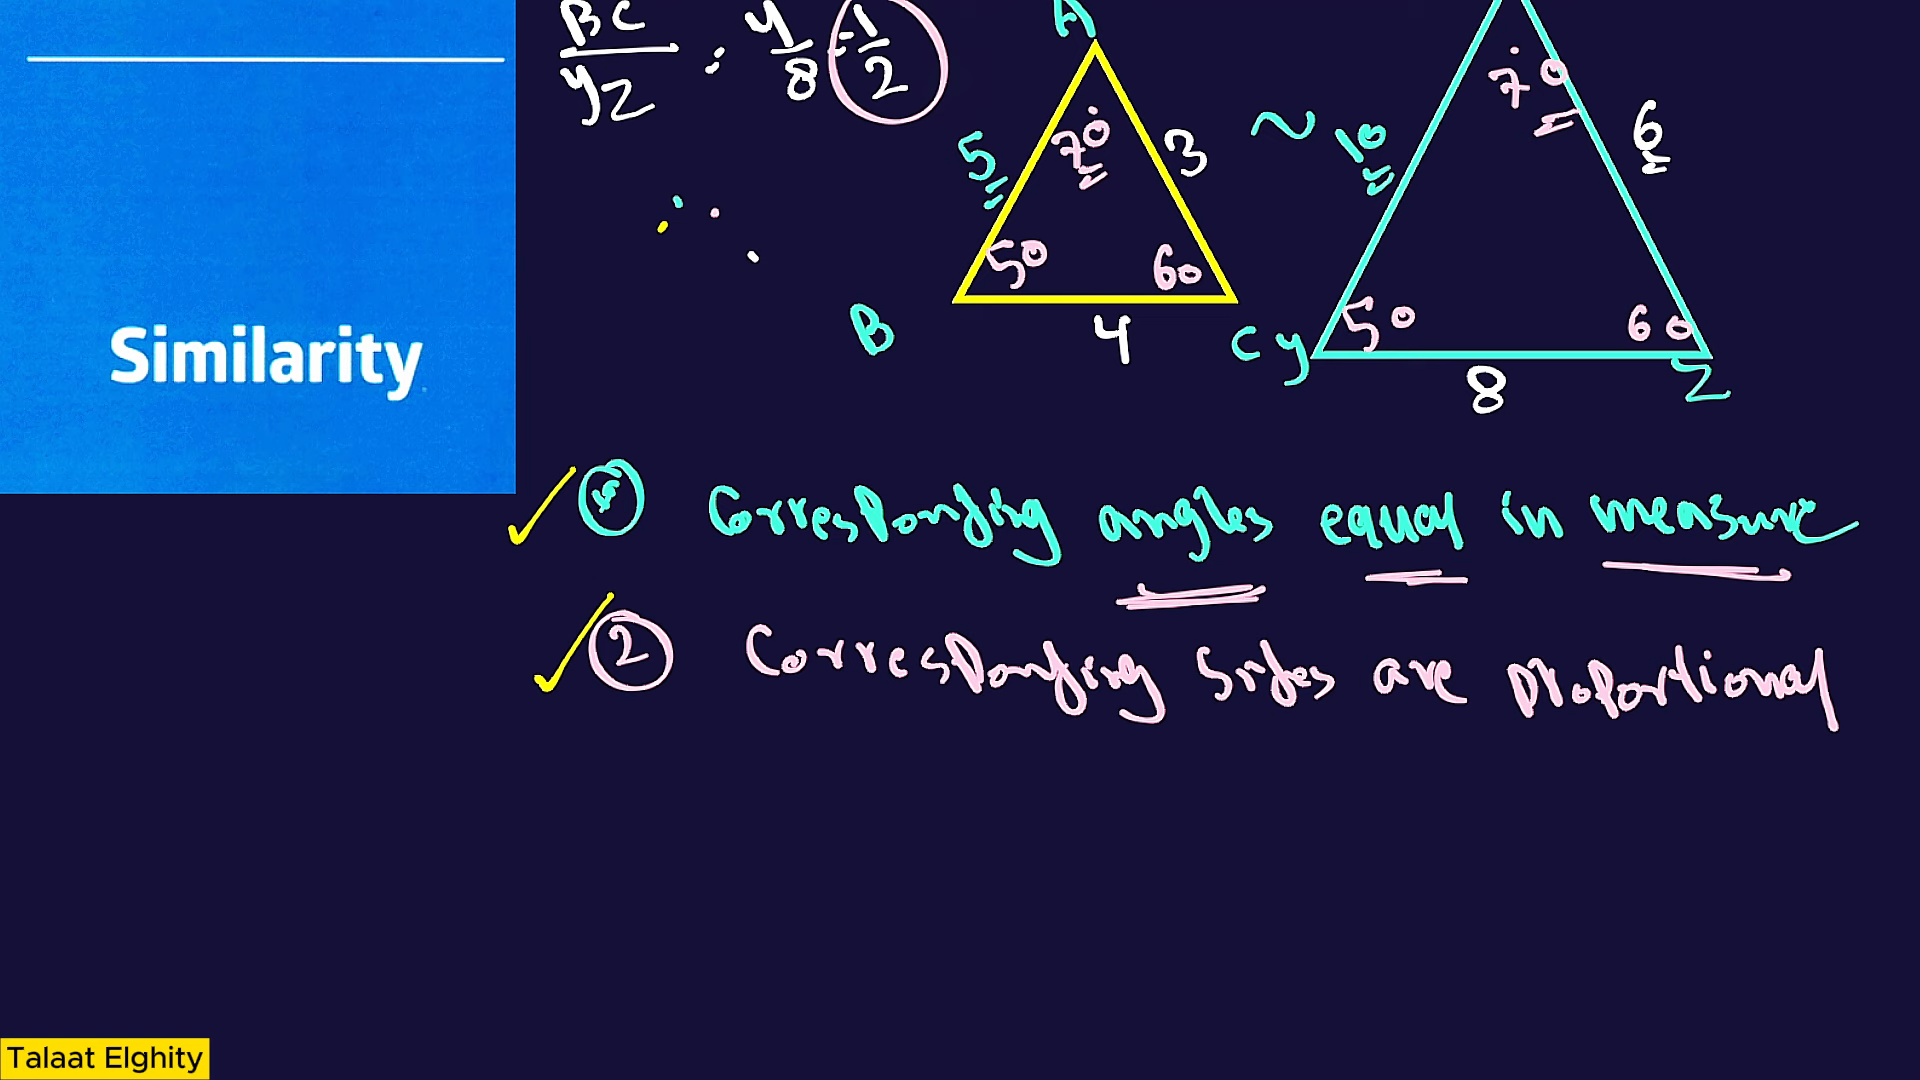 BC
YZ
: 4/8 = 1/2
A
70°
5
3
50
60
B
4
C
~
70
10
6
50
60
y
8
Z
Similarity
Corresponding angles equal in measure
2 Corresponding sides are proportional
Talaat Elghity